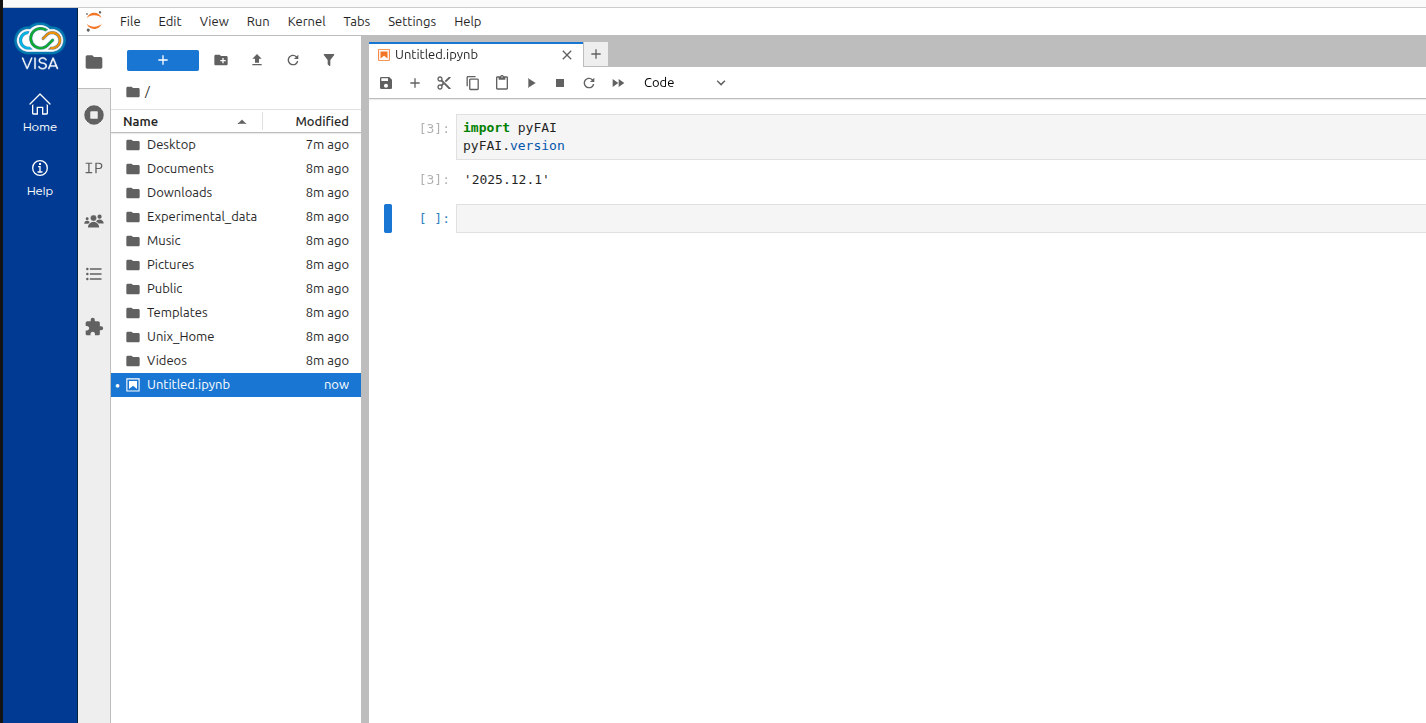 VISA
Home
Help
File Edit View Run Kernel Tabs Settings Help
/
Name Modified
Desktop 7m ago
Documents 8m ago
Downloads 8m ago
Experimental_data 8m ago
Music 8m ago
Pictures 8m ago
Public 8m ago
Templates 8m ago
Unix_Home 8m ago
Videos 8m ago
Untitled.ipynb now
IP
Untitled.ipynb
Code
[3]: import pyFAI
pyFAI.version
[3]: '2025.12.1'
[ ]: